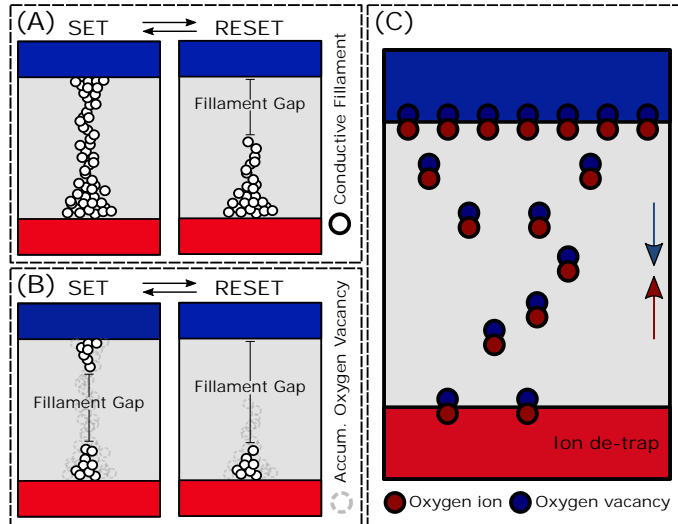 (A)
SET
RESET
Fillament Gap
Conductive Fillament
(B)
SET
RESET
Fillament Gap
Fillament Gap
Accum. Oxygen Vacancy
(C)
Ion de-trap
Oxygen ion
Oxygen vacancy